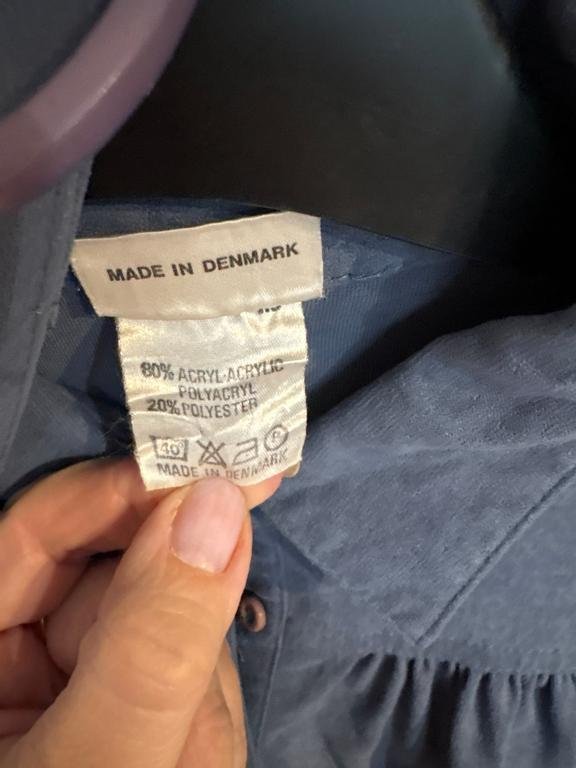 MADE IN DENMARK
80% ACRYL-ACRYLIC
POLYACRYL
20% POLYESTER
40 P
MADE IN DENMARK